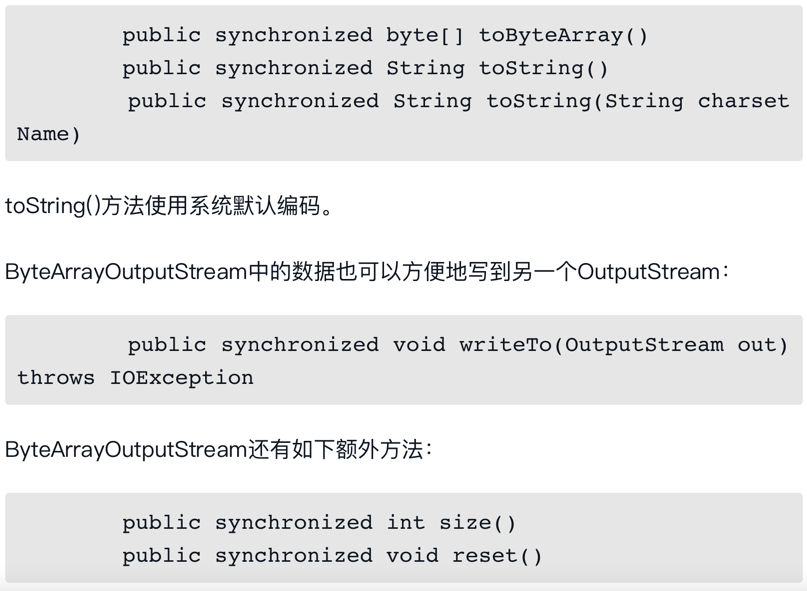 public synchronized byte[] toByteArray()
public synchronized String toString()
public synchronized String toString(String charset
Name)
toString()方法使用系统默认编码。
ByteArrayOutputStream中的数据也可以方便地写到另一个OutputStream：
public synchronized void writeTo(OutputStream out)
throws IOException
ByteArrayOutputStream还有如下额外方法：
public synchronized int size()
public synchronized void reset()